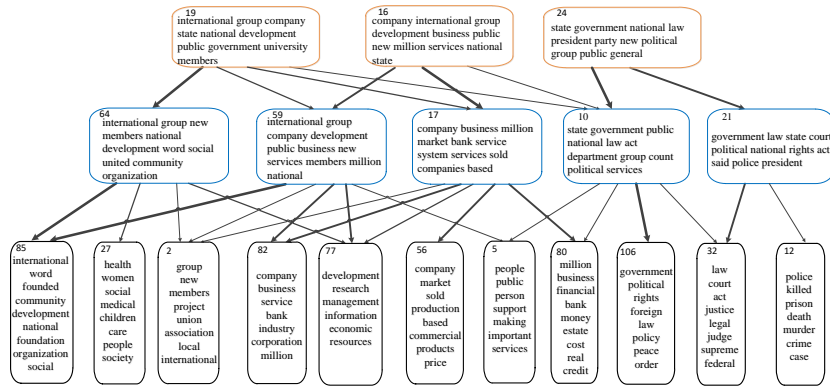 19
international group company
state national development
public government university
members
16
company international group
development business public
new million services national
state
24
state government national law
president party new political
group public general
64
international group new
members national
development word social
united community
organization
59
international group
company development
public business new
services members million
national
17
company business million
market bank service
system services sold
companies based
10
state government public
national law act
department group count
political services
21
government law state court
political national rights act
said police president
85
international
word
founded
community
development
national
foundation
organization
social
27
health
women
social
medical
children
care
people
society
2
group
new
members
project
union
association
local
international
82
company
business
service
bank
industry
corporation
million
77
development
research
management
information
economic
resources
56
company
market
sold
production
based
commercial
products
price
5
people
public
person
support
making
important
services
80
million
business
financial
bank
money
estate
cost
real
credit
106
government
political
rights
foreign
law
policy
peace
order
32
law
court
act
justice
legal
judge
supreme
federal
12
police
killed
prison
death
murder
crime
case